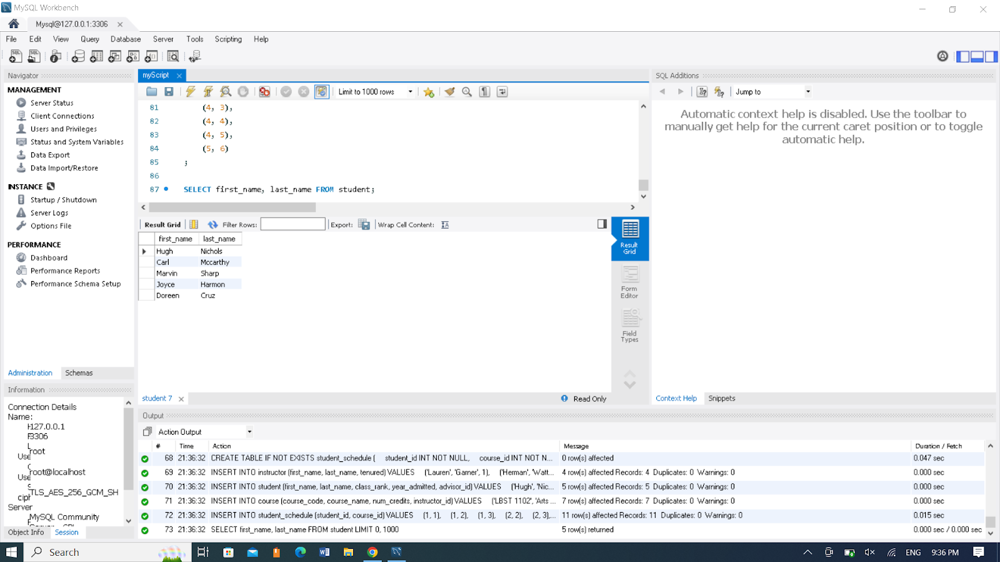 MySQL Workbench
Mysql@127.0.0.1:3306
File Edit View Query Database Server Tools Scripting Help
Navigator
MANAGEMENT
Server Status
Client Connections
Users and Privileges
Status and System Variables
Data Export
Data Import/Restore
INSTANCE
Startup / Shutdown
Server Logs
Options File
PERFORMANCE
Dashboard
Performance Reports
Performance Schema Setup
Administration Schemas
Information
Connection Details
Name:
127.0.0.1
3306
root
Use
root@localhost
Use
TLS_AES_256_GCM_SH
ciph
Server
MySQL Community
Object Info Session
myScript
Limit to 1000 rows
81 (4, 3),
82 (4, 4),
83 (4, 5),
84 (5, 6)
85 ;
86
87 SELECT first_name, last_name FROM student;
Result Grid Filter Rows: Export: Wrap Cell Content:
first_name last_name
Hugh Nichols
Carl Mccarthy
Marvin Sharp
Joyce Harmon
Doreen Cruz
Result Grid
Form Editor
Field Types
student 7 Read Only
SQL Additions
Jump to
Automatic context help is disabled. Use the toolbar to
manually get help for the current caret position or to toggle
automatic help.
Context Help Snippets
Output
Action Output
# Time Action Message Duration / Fetch
68 21:36:32 CREATE TABLE IF NOT EXISTS student_schedule ( student_id INT NOT NULL, course_id INT NOT N... 0 row(s) affected 0.047 sec
69 21:36:32 INSERT INTO instructor (first_name, last_name, tenured) VALUES ('Lauren', 'Garner', 1), ('Herman', 'Watt... 4 row(s) affected Records: 4 Duplicates: 0 Warnings: 0 0.000 sec
70 21:36:32 INSERT INTO student (first_name, last_name, class_rank, year_admitted, advisor_id) VALUES ('Hugh', 'Nic... 5 row(s) affected Records: 5 Duplicates: 0 Warnings: 0 0.000 sec
71 21:36:32 INSERT INTO course (course_code, course_name, num_credits, instructor_id) VALUES ('LBST 1102', 'Arts ... 7 row(s) affected Records: 7 Duplicates: 0 Warnings: 0 0.000 sec
72 21:36:32 INSERT INTO student_schedule (student_id, course_id) VALUES (1, 1), (1, 2), (1, 3), (2, 2), (2, 3),... 11 row(s) affected Records: 11 Duplicates: 0 Warnings: 0 0.015 sec
73 21:36:32 SELECT first_name, last_name FROM student LIMIT 0, 1000 5 row(s) returned 0.000 sec / 0.000 sec
Search ENG 9:36 PM